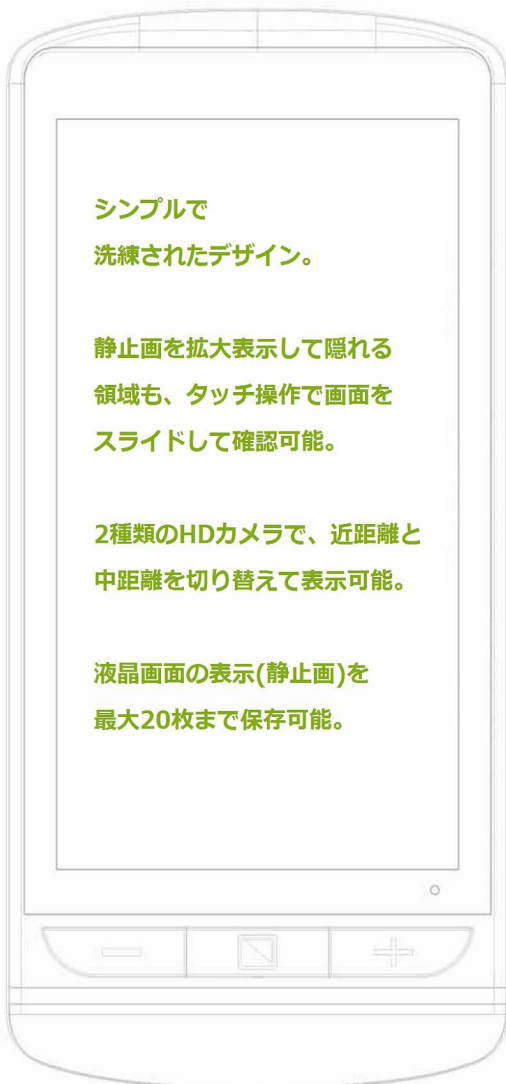 シンプルで
洗練されたデザイン。
静止画を拡大表示して隠れる
領域も、タッチ操作で画面を
スライドして確認可能。
2種類のHDカメラで、近距離と
中距離を切り替えて表示可能。
液晶画面の表示(静止画)を
最大20枚まで保存可能。